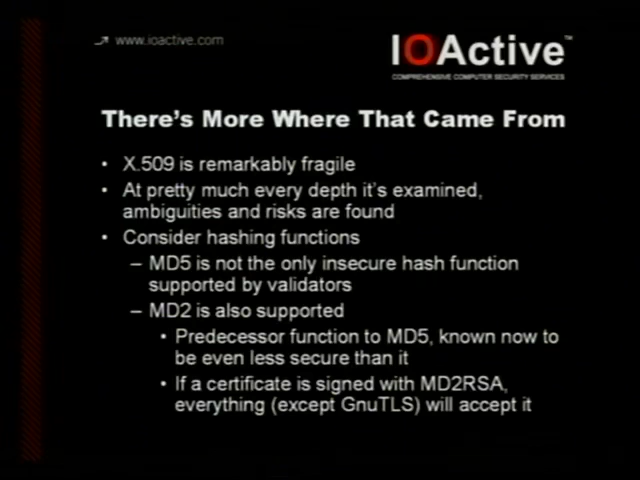 www.ioactive.com
IOActive™
COMPREHENSIVE COMPUTER SECURITY SERVICES
There's More Where That Came From
• X.509 is remarkably fragile
• At pretty much every depth it's examined,
ambiguities and risks are found
• Consider hashing functions
– MD5 is not the only insecure hash function
supported by validators
– MD2 is also supported
• Predecessor function to MD5, known now to
be even less secure than it
• If a certificate is signed with MD2RSA,
everything (except GnuTLS) will accept it